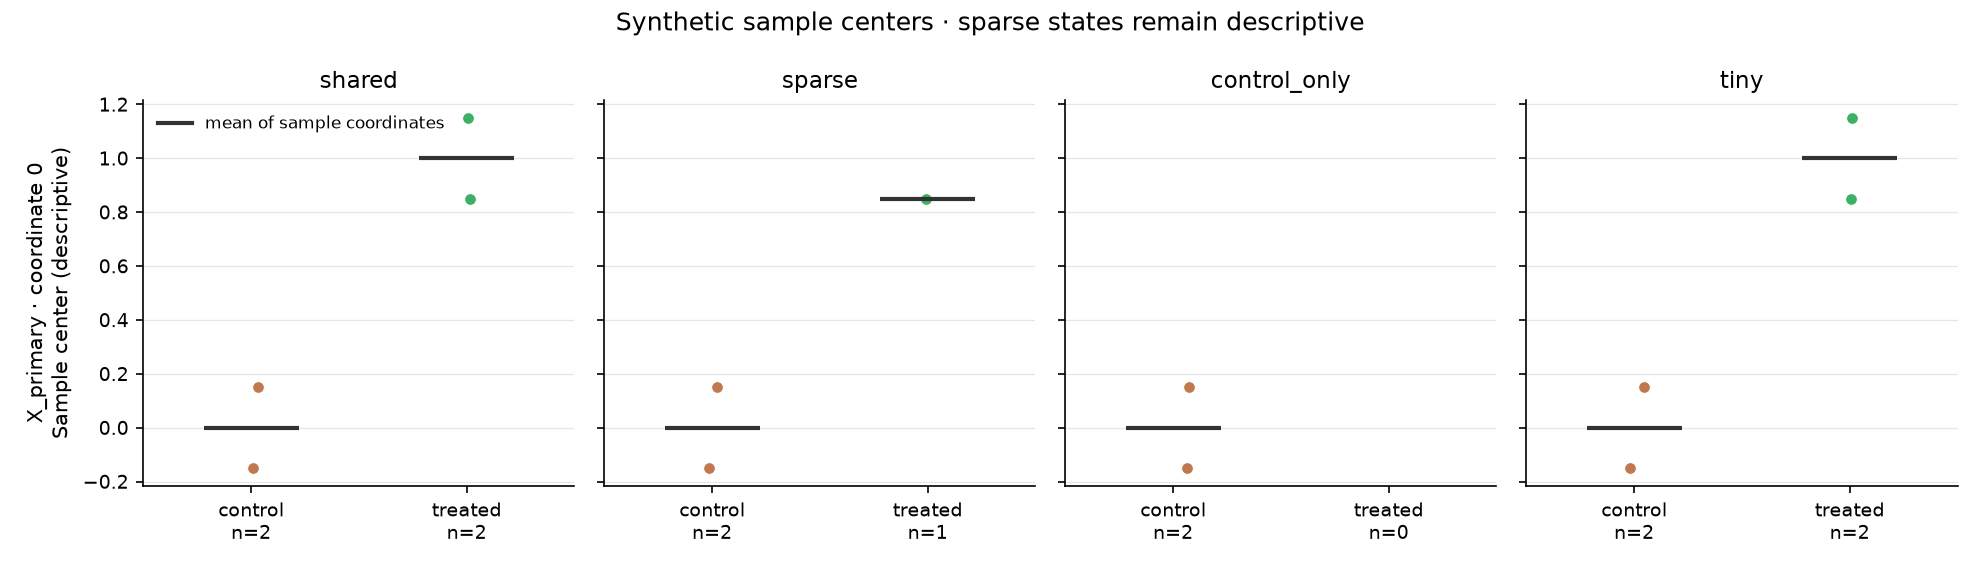 Synthetic sample centers · sparse states remain descriptive
shared
sparse
control_only
tiny
X_primary · coordinate 0
Sample center (descriptive)
1.2
1.0
0.8
0.6
0.4
0.2
0.0
−0.2
mean of sample coordinates
control
n=2
treated
n=2
control
n=2
treated
n=1
control
n=2
treated
n=0
control
n=2
treated
n=2